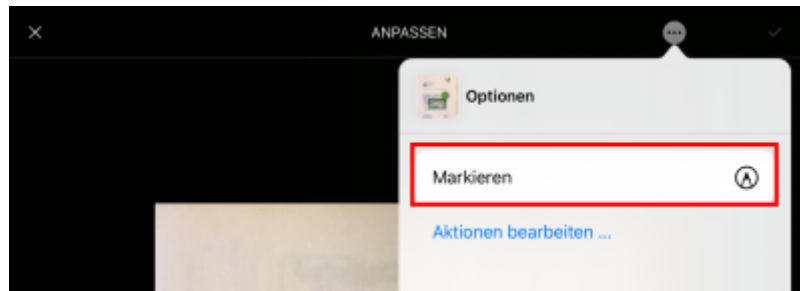 ANPASSEN
Optionen
Markieren
Aktionen bearbeiten ...